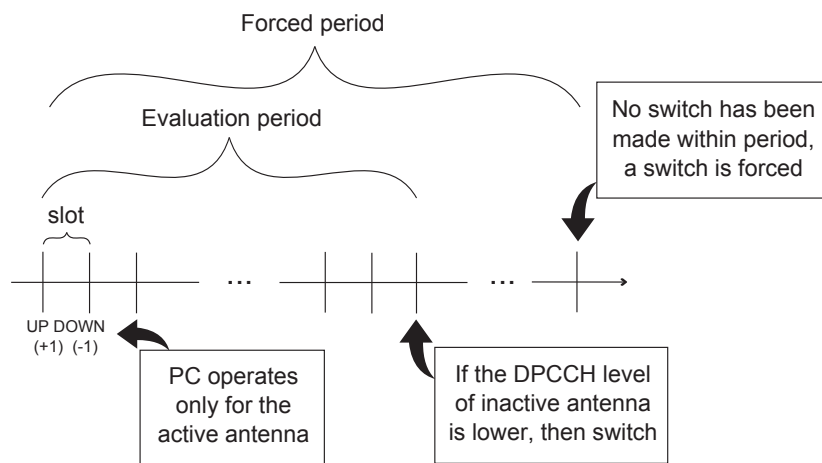 Forced period
Evaluation period
No switch has been
made within period,
a switch is forced
slot
...
...
UP DOWN
(+1) (-1)
PC operates
only for the
active antenna
If the DPCCH level
of inactive antenna
is lower, then switch